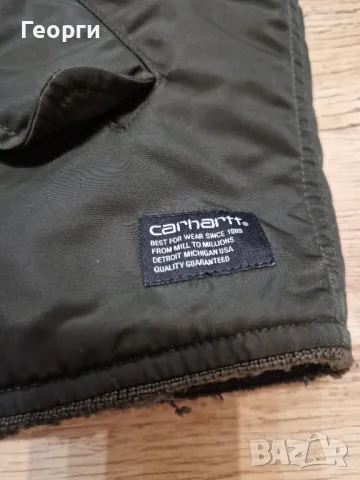 Георги
carhartt®
BEST FOR WEAR SINCE 1889
FROM MILL TO MILLIONS
DETROIT MICHIGAN USA
QUALITY GUARANTEED
BAZAR